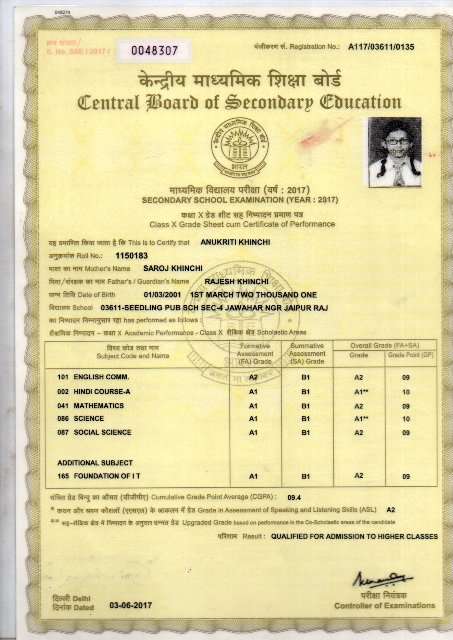 046274
क्रम संख्या/
S. No. SSE / 2017 /
0048307
पंजीकरण सं. Registration No.: A117/03611/0135
केन्द्रीय माध्यमिक शिक्षा बोर्ड
Central Board of Secondary Education
भारत
माध्यमिक विद्यालय परीक्षा (वर्ष : 2017)
SECONDARY SCHOOL EXAMINATION (YEAR : 2017)
कक्षा X ग्रेड शीट सह निष्पादन प्रमाण पत्र
Class X Grade Sheet cum Certificate of Performance
यह प्रमाणित किया जाता है कि This is to Certify that ANUKRITI KHINCHI
अनुक्रमांक Roll No.: 1150183
माता का नाम Mother's Name SAROJ KHINCHI
पिता/संरक्षक का नाम Father's / Guardian's Name RAJESH KHINCHI
जन्म तिथि Date of Birth 01/03/2001 1ST MARCH TWO THOUSAND ONE
विद्यालय School 03611-SEEDLING PUB SCH SEC-4 JAWAHAR NGR JAIPUR RAJ
का निष्पादन निम्नानुसार रहा has performed as follows :
शैक्षणिक निष्पादन – कक्षा X Academic Performance - Class X शैक्षिक क्षेत्र Scholastic Areas
विषय कोड तथा नाम Subject Code and Name Formative Assessment (FA) Grade Summative Assessment (SA) Grade Overall Grade (FA+SA) Grade Grade Point (GP)
101 ENGLISH COMM. A2 B1 A2 09
002 HINDI COURSE-A A1 B1 A1** 10
041 MATHEMATICS A1 B1 A2 09
086 SCIENCE A1 B1 A1** 10
087 SOCIAL SCIENCE A1 B1 A2 09
ADDITIONAL SUBJECT
165 FOUNDATION OF I T A1 B1 A2 09
संचित ग्रेड बिन्दु का औसत (सीजीपीए) Cumulative Grade Point Average (CGPA) : 09.4
* कथन और श्रवण कौशलों (एएसएल) के आकलन में ग्रेड Grade in Assessment of Speaking and Listening Skills (ASL) A2
** सह-शैक्षिक क्षेत्र में निष्पादन के अनुसार उन्नत ग्रेड Upgraded Grade based on performance in the Co-Scholastic areas of the candidate
परिणाम Result : QUALIFIED FOR ADMISSION TO HIGHER CLASSES
दिल्ली Delhi
दिनांक Dated 03-06-2017
परीक्षा नियंत्रक
Controller of Examinations